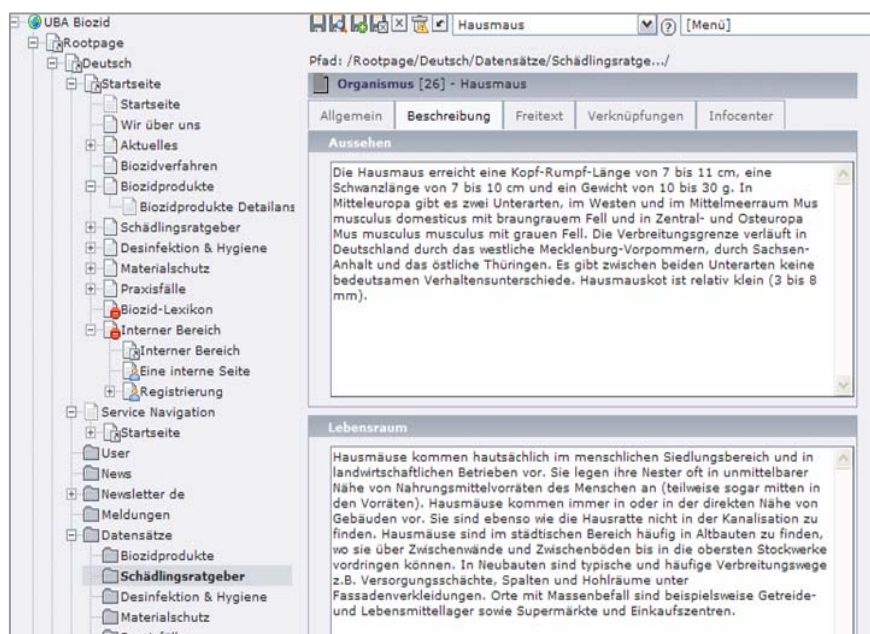 UBA Biozid
Rootpage
Deutsch
Startseite
Startseite
Wir über uns
Aktuelles
Biozidverfahren
Biozidprodukte
Biozidprodukte Detailans
Schädlingsratgeber
Desinfektion & Hygiene
Materialschutz
Praxisfälle
Biozid-Lexikon
Interner Bereich
Interner Bereich
Eine interne Seite
Registrierung
Service Navigation
Startseite
User
News
Newsletter de
Meldungen
Datensätze
Biozidprodukte
Schädlingsratgeber
Desinfektion & Hygiene
Materialschutz
Hausmaus
[Menü]
Pfad: /Rootpage/Deutsch/Datensätze/Schädlingsratge.../
Organismus [26] - Hausmaus
Allgemein Beschreibung Freitext Verknüpfungen Infocenter
Aussehen
Die Hausmaus erreicht eine Kopf-Rumpf-Länge von 7 bis 11 cm, eine
Schwanzlänge von 7 bis 10 cm und ein Gewicht von 10 bis 30 g. In
Mitteleuropa gibt es zwei Unterarten, im Westen und im Mittelmeerraum Mus
musculus domesticus mit braungrauem Fell und in Zentral- und Osteuropa
Mus musculus musculus mit grauen Fell. Die Verbreitungsgrenze verläuft in
Deutschland durch das westliche Mecklenburg-Vorpommern, durch Sachsen-
Anhalt und das östliche Thüringen. Es gibt zwischen beiden Unterarten keine
bedeutsamen Verhaltensunterschiede. Hausmauskot ist relativ klein (3 bis 8
mm).
Lebensraum
Hausmäuse kommen hautsächlich im menschlichen Siedlungsbereich und in
landwirtschaftlichen Betrieben vor. Sie legen ihre Nester oft in unmittelbarer
Nähe von Nahrungsmittelvorräten des Menschen an (teilweise sogar mitten in
den Vorräten). Hausmäuse kommen immer in oder in der direkten Nähe von
Gebäuden vor. Sie sind ebenso wie die Hausratte nicht in der Kanalisation zu
finden. Hausmäuse sind im städtischen Bereich häufig in Altbauten zu finden,
wo sie über Zwischenwände und Zwischenböden bis in die obersten Stockwerke
vordringen können. In Neubauten sind typische und häufige Verbreitungswege
z.B. Versorgungsschächte, Spalten und Hohlräume unter
Fassadenverkleidungen. Orte mit Massenbefall sind beispielsweise Getreide-
und Lebensmittellager sowie Supermärkte und Einkaufszentren.